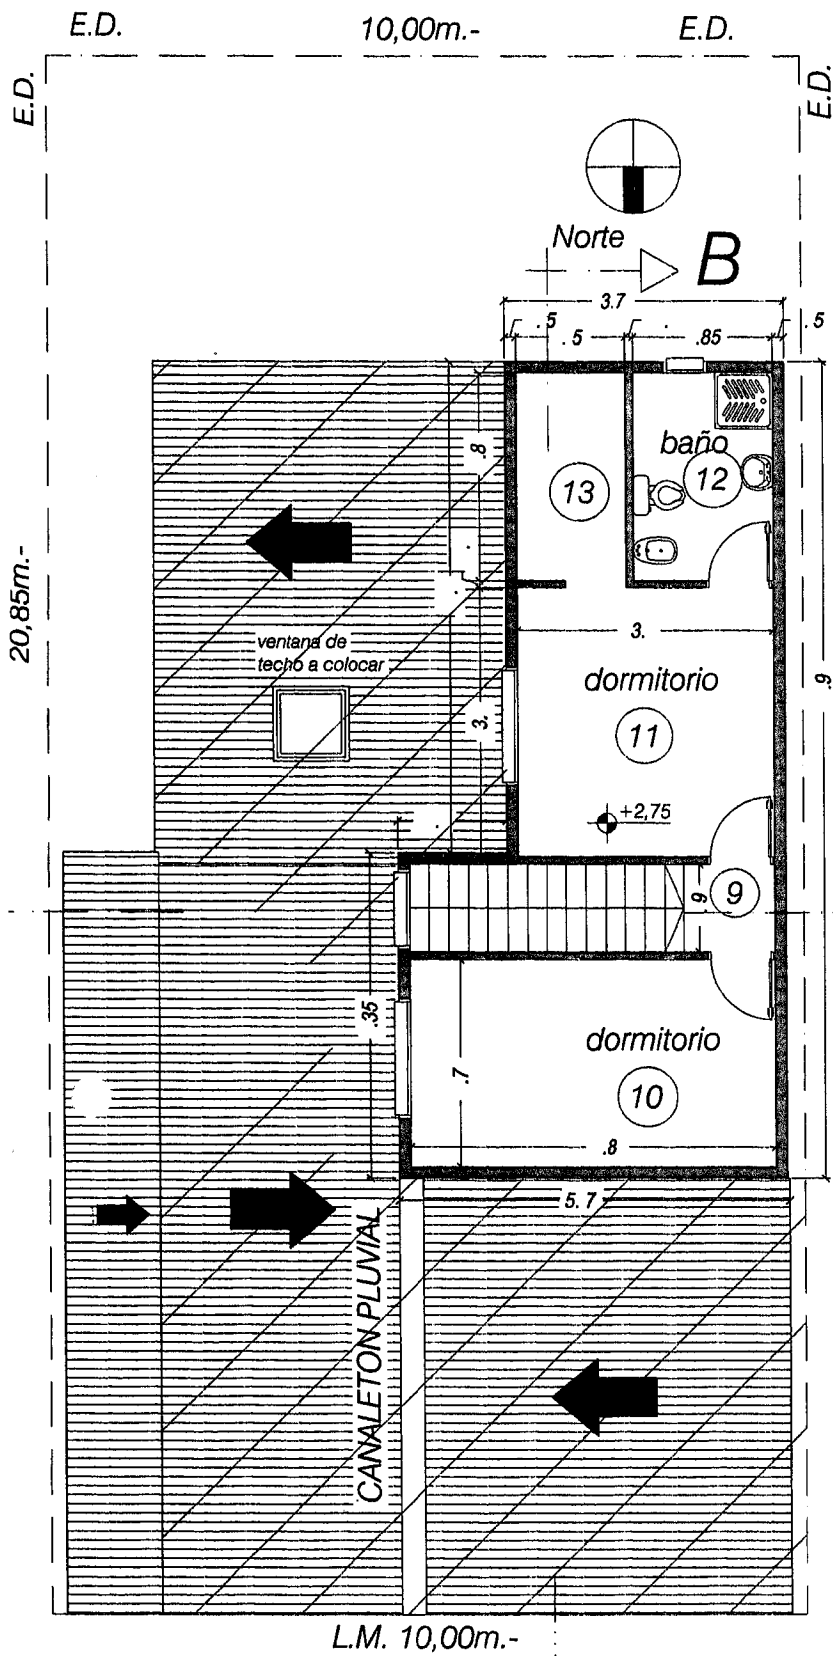 E.D.
10,00m.-
E.D.
E.D.
E.D.
Norte
B
3.7
.5
.5
.85
.5
baño
12
13
.8
.9
20,85m.-
ventana de
techo a colocar
3.
dormitorio
11
3.
+2,75
9
9
.35
dormitorio
10
.7
.8
5.7
CANALETON PLUVIAL
L.M. 10,00m.-